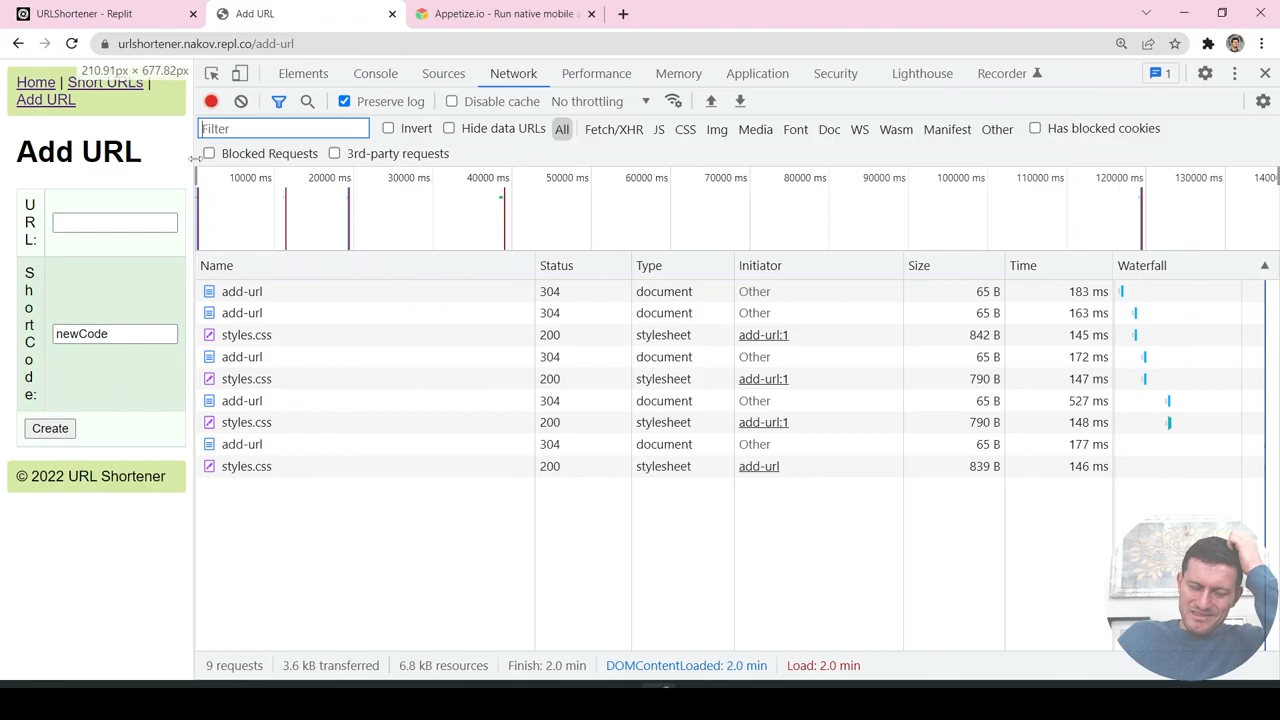 URLShortener - Replit
Add URL
Appetize.io - Run native mobile a
urlshortener.nakov.repl.co/add-url
210.91px × 677.82px
Home | Short URLs |
Add URL
Add URL
URL:
Short Code:
newCode
Create
© 2022 URL Shortener
Elements Console Sources Network Performance Memory Application Security Lighthouse Recorder 1
Preserve log Disable cache No throttling
Filter Invert Hide data URLs All Fetch/XHR JS CSS Img Media Font Doc WS Wasm Manifest Other Has blocked cookies
Blocked Requests 3rd-party requests
10000 ms 20000 ms 30000 ms 40000 ms 50000 ms 60000 ms 70000 ms 80000 ms 90000 ms 100000 ms 110000 ms 120000 ms 130000 ms 1400
Name Status Type Initiator Size Time Waterfall
add-url 304 document Other 65 B 183 ms
add-url 304 document Other 65 B 163 ms
styles.css 200 stylesheet add-url:1 842 B 145 ms
add-url 304 document Other 65 B 172 ms
styles.css 200 stylesheet add-url:1 790 B 147 ms
add-url 304 document Other 65 B 527 ms
styles.css 200 stylesheet add-url:1 790 B 148 ms
add-url 304 document Other 65 B 177 ms
styles.css 200 stylesheet add-url 839 B 146 ms
9 requests 3.6 kB transferred 6.8 kB resources Finish: 2.0 min DOMContentLoaded: 2.0 min Load: 2.0 min